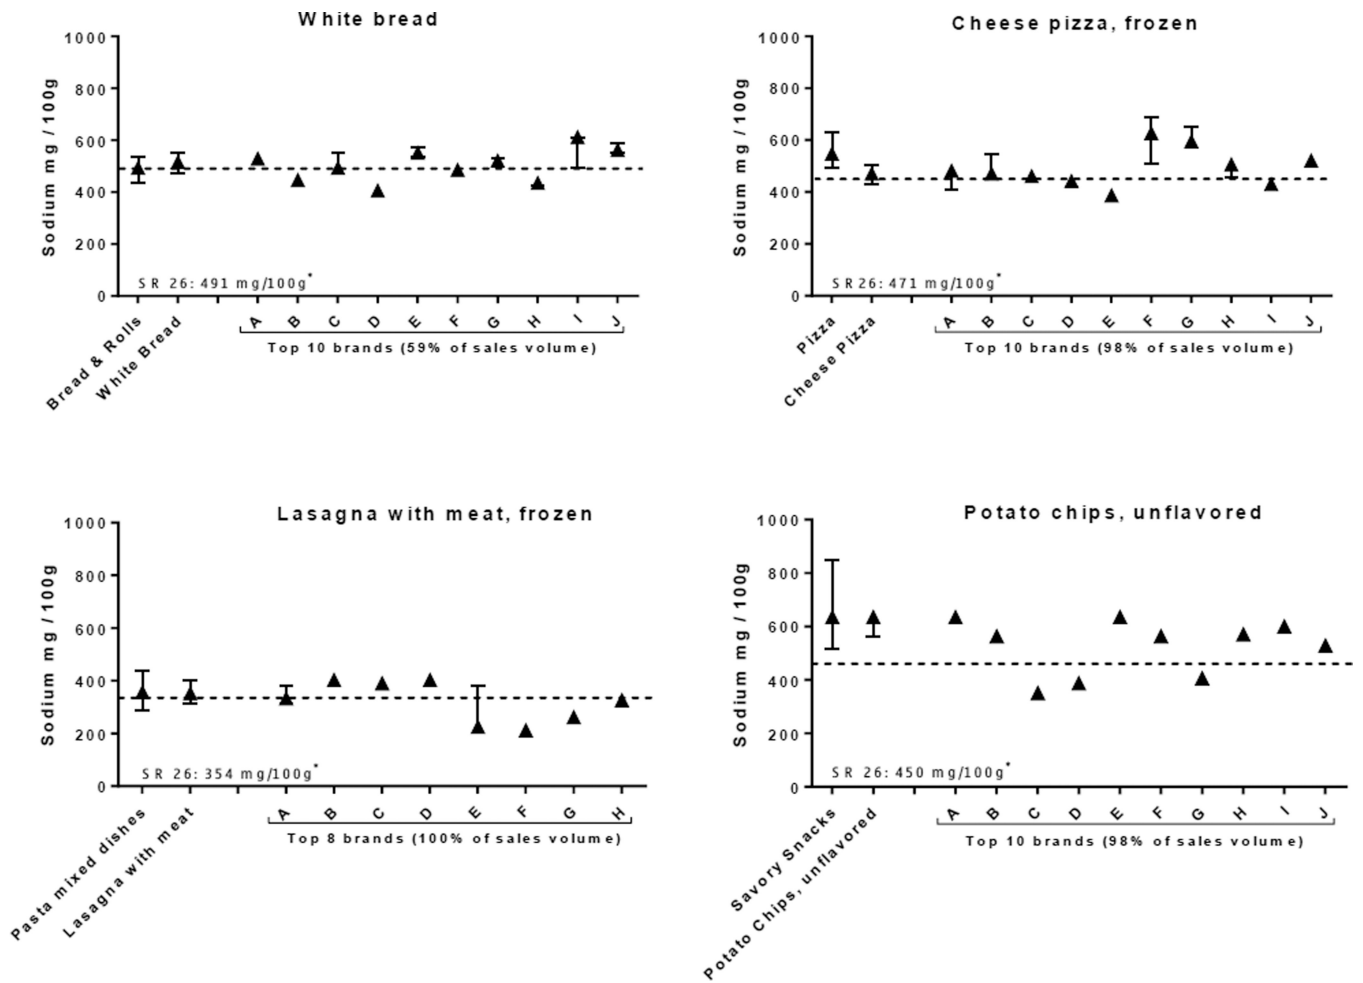 White bread
Sodium mg / 100g
1000
800
600
400
200
0
SR 26: 491 mg/100g*
Bread & Rolls
White Bread
A B C D E F G H I J
Top 10 brands (59% of sales volume)
Cheese pizza, frozen
Sodium mg / 100g
1000
800
600
400
200
0
SR26: 471 mg/100g*
Pizza
Cheese Pizza
A B C D E F G H I J
Top 10 brands (98% of sales volume)
Lasagna with meat, frozen
Sodium mg / 100g
1000
800
600
400
200
0
SR 26: 354 mg/100g*
Pasta mixed dishes
Lasagna with meat
A B C D E F G H
Top 8 brands (100% of sales volume)
Potato chips, unflavored
Sodium mg / 100g
1000
800
600
400
200
0
SR 26: 450 mg/100g*
Savory Snacks
Potato Chips, unflavored
A B C D E F G H I J
Top 10 brands (98% of sales volume)